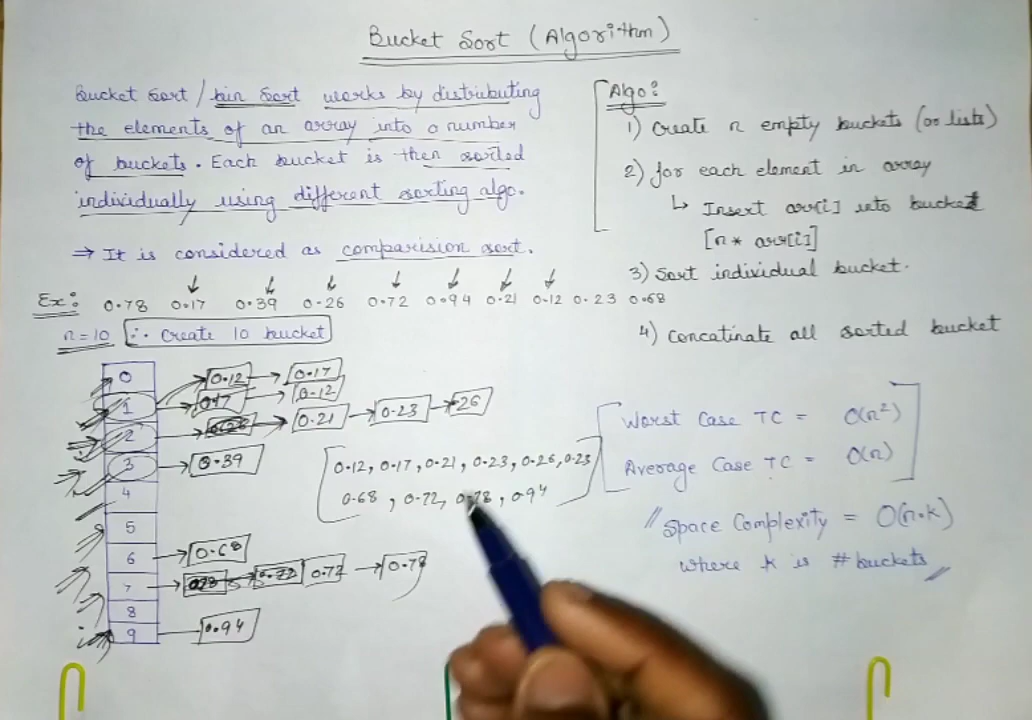 Bucket Sort (Algorithm)
Bucket Sort / bin Sort works by distributing
the elements of an array into a number
of buckets. Each bucket is then sorted
individually using different sorting algo.
⇒ It is considered as comparision sort.
Ex: 0.78 0.17 0.39 0.26 0.72 0.94 0.21 0.12 0.23 0.68
n=10 ∴ Create 10 bucket
0 → 0.12 → 0.17
1 → 0.17 → 0.12
2 → 0.21 → 0.23 → 26
3 → 0.39
4
5
6 → 0.68
7 → 0.72 → 0.78
8
9 0.94
0.12, 0.17, 0.21, 0.23, 0.26, 0.23
0.68, 0.72, 0.78, 0.94
Algo:
1) Create n empty buckets (or lists)
2) for each element in array
↳ Insert arr[i] into bucket
[n * arr[i]]
3) Sort individual bucket.
4) Concatinate all sorted bucket
Worst Case TC = O(n²)
Average Case TC = O(n)
// Space Complexity = O(n·k)
where k is # buckets //